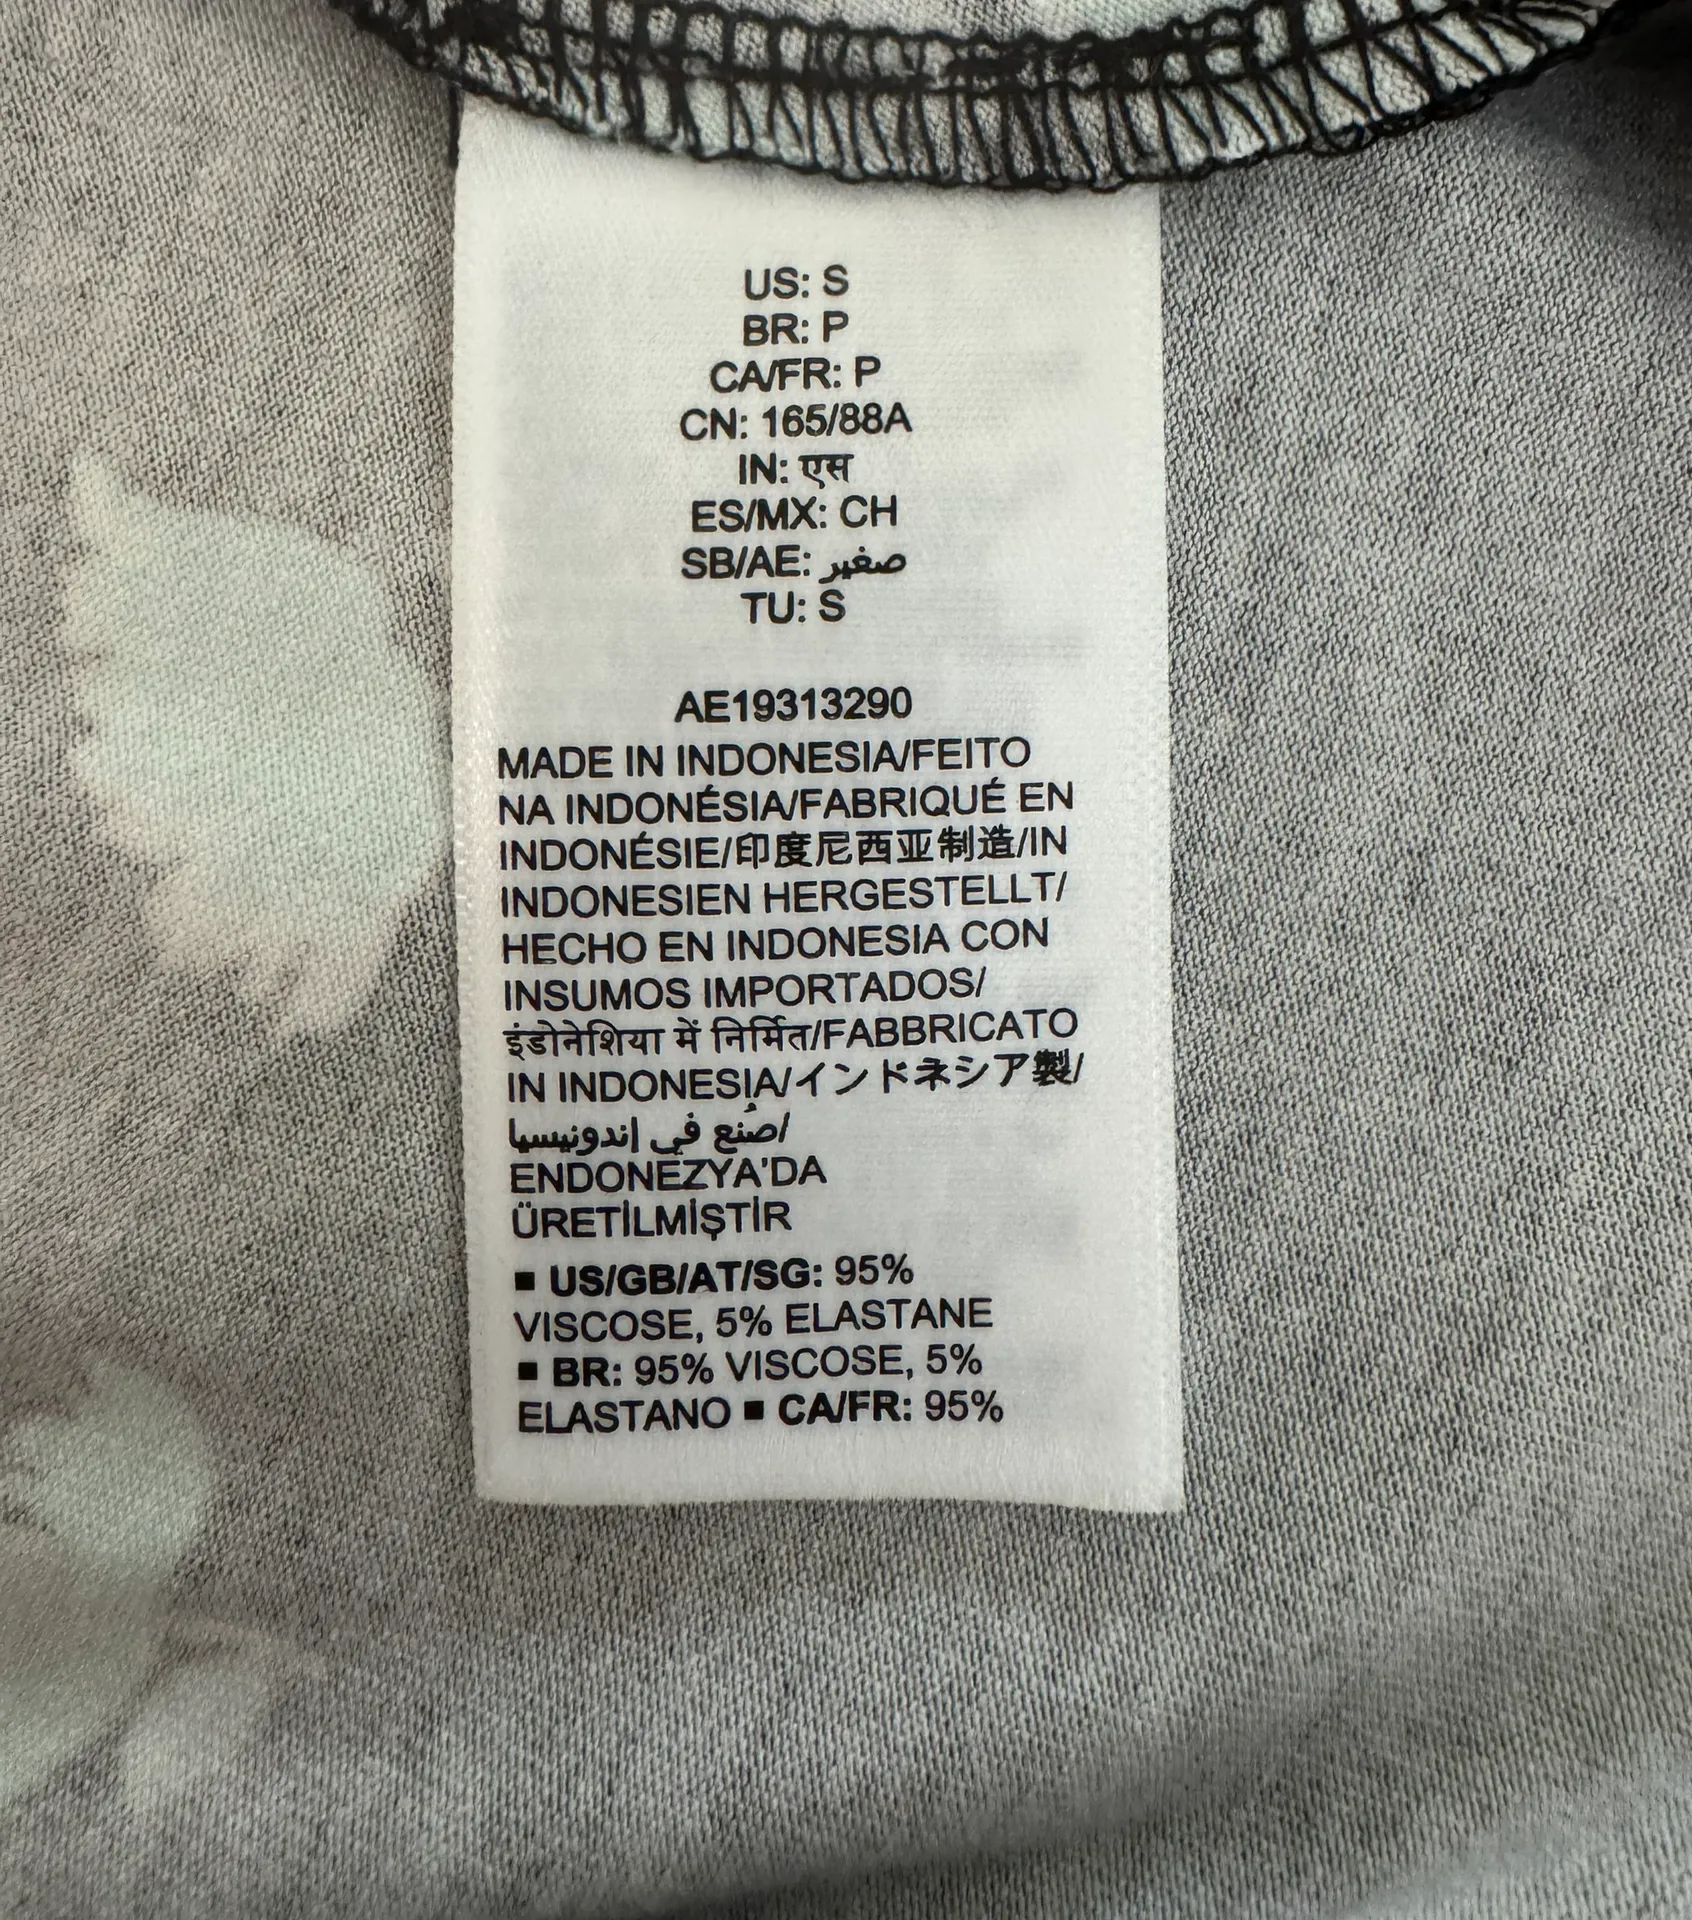 US: S
BR: P
CA/FR: P
CN: 165/88A
IN: एस
ES/MX: CH
SB/AE: صغير
TU: S
AE19313290
MADE IN INDONESIA/FEITO
NA INDONÉSIA/FABRIQUÉ EN
INDONÉSIE/印度尼西亚制造/IN
INDONESIEN HERGESTELLT/
HECHO EN INDONESIA CON
INSUMOS IMPORTADOS/
इंडोनेशिया में निर्मित/FABBRICATO
IN INDONESIA/インドネシア製/
صُنع في إندونيسيا/
ENDONEZYA'DA
ÜRETİLMİŞTİR
▪ US/GB/AT/SG: 95%
VISCOSE, 5% ELASTANE
▪ BR: 95% VISCOSE, 5%
ELASTANO ▪ CA/FR: 95%